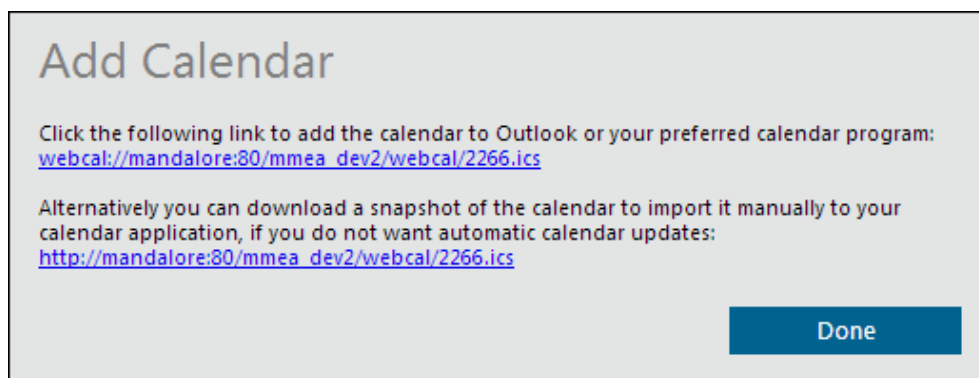 Add Calendar
Click the following link to add the calendar to Outlook or your preferred calendar program:
webcal://mandalore:80/mmea_dev2/webcal/2266.ics
Alternatively you can download a snapshot of the calendar to import it manually to your
calendar application, if you do not want automatic calendar updates:
http://mandalore:80/mmea_dev2/webcal/2266.ics
Done